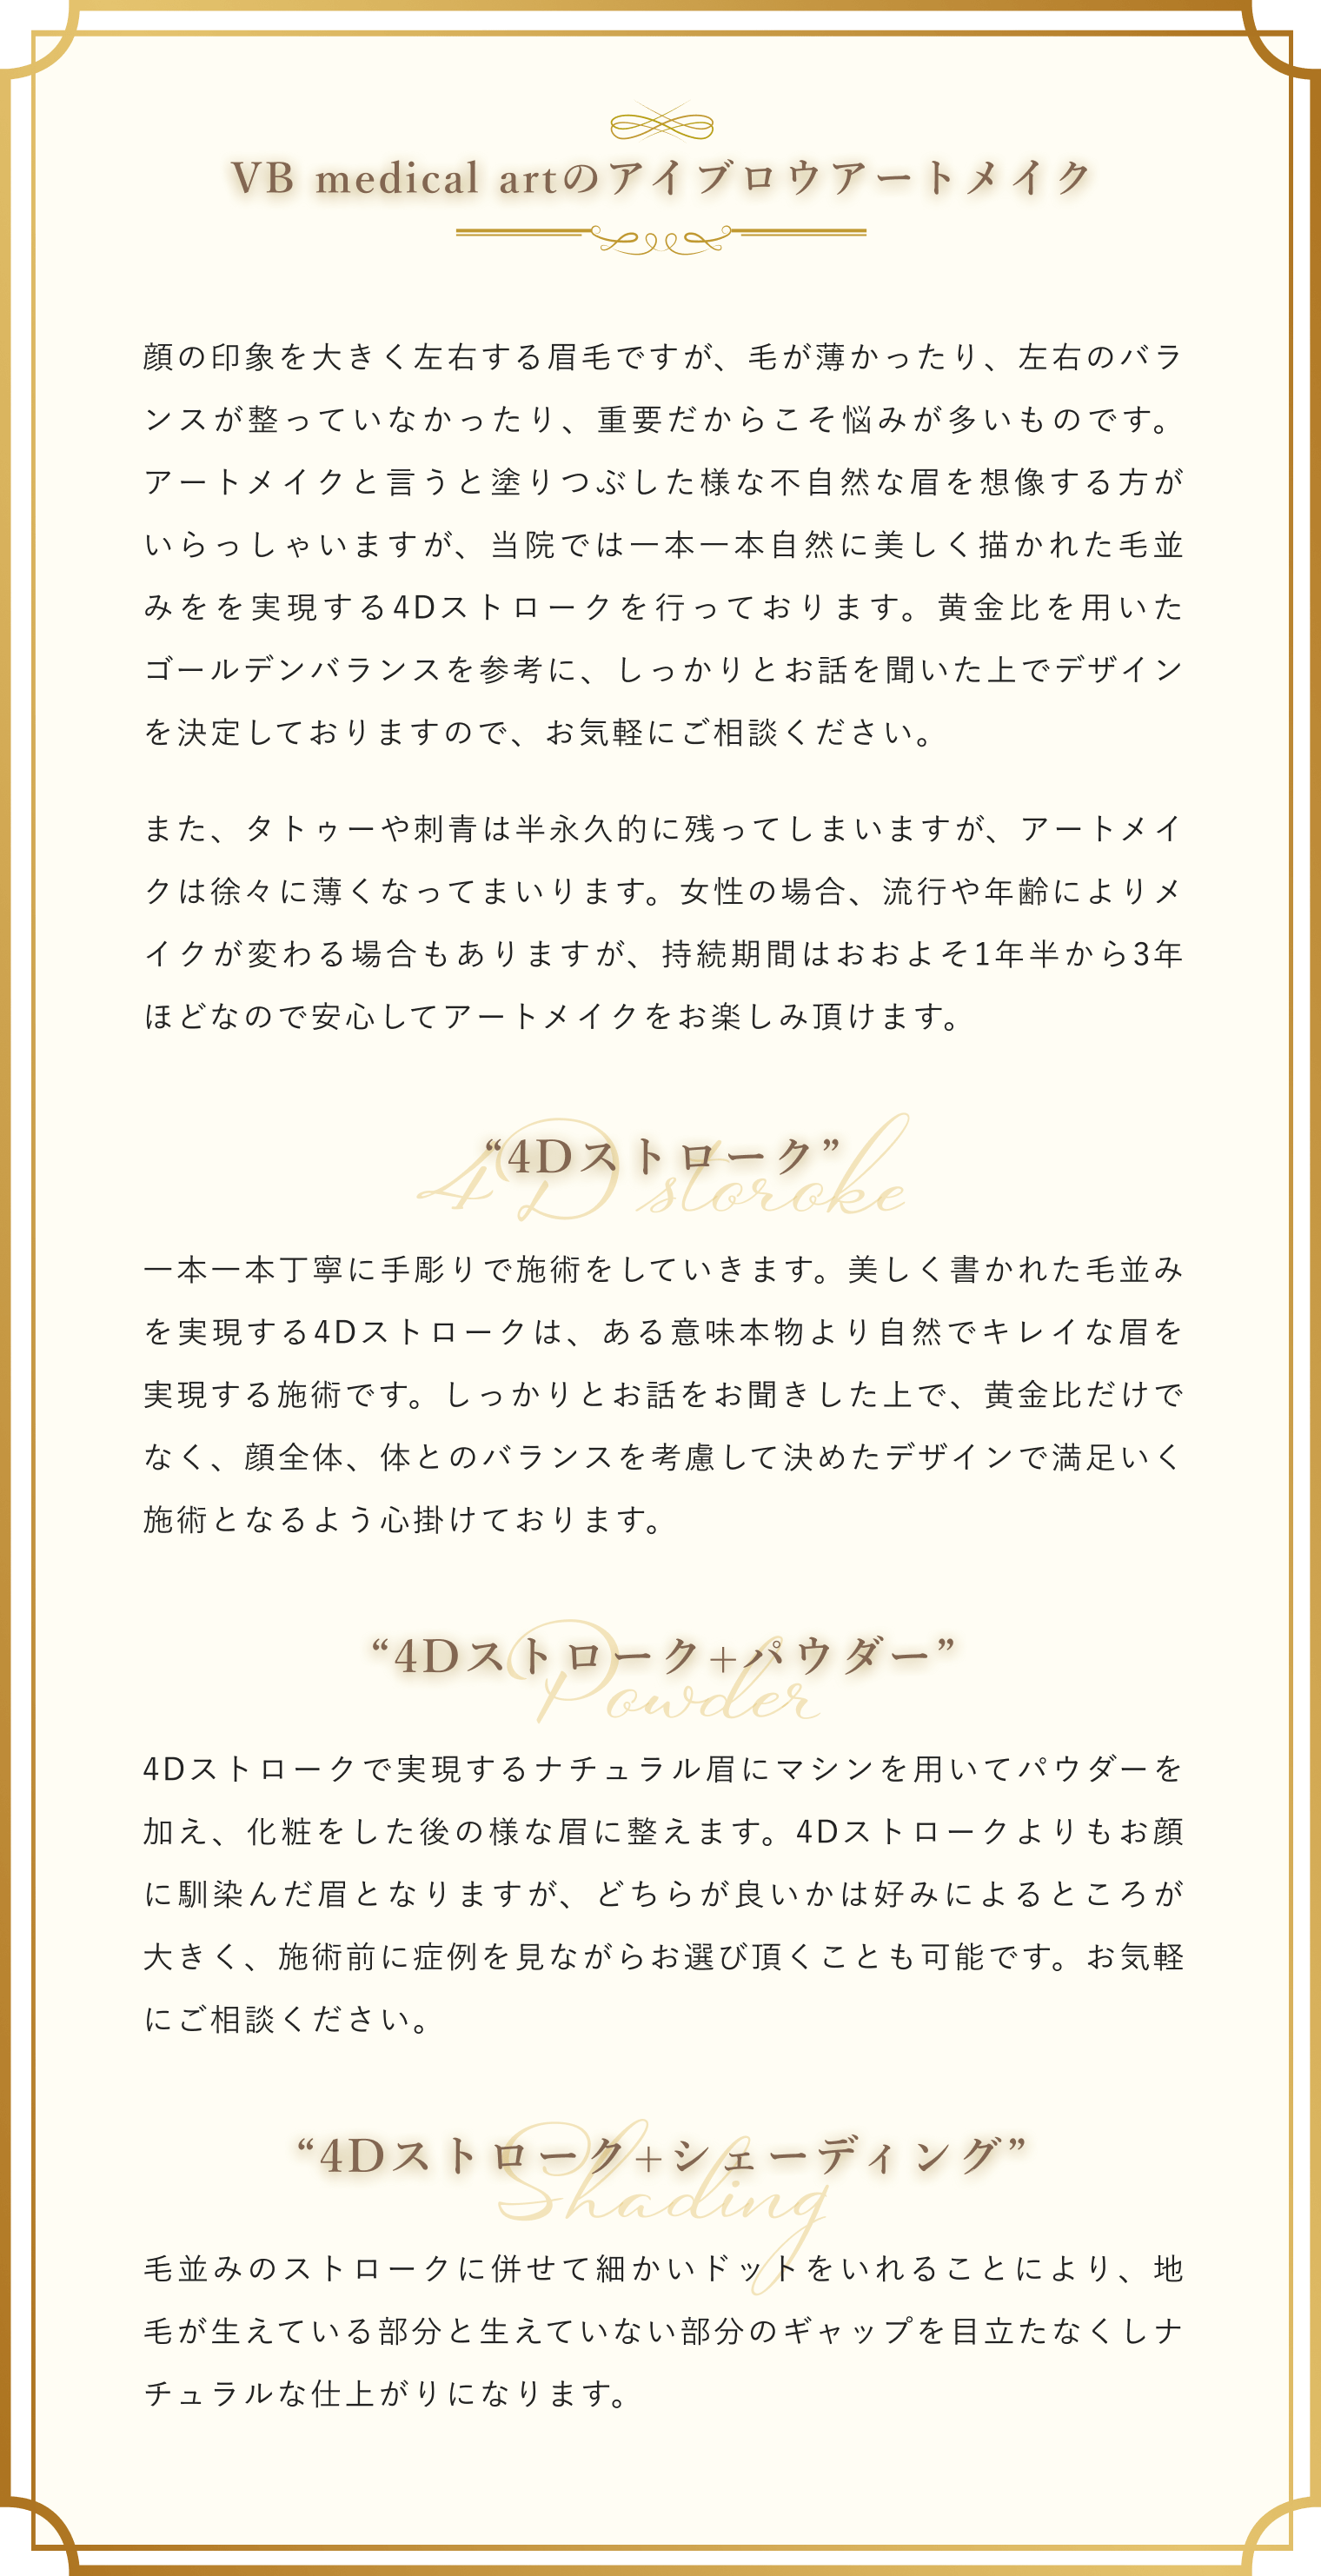 VB medical artのアイブロウアートメイク
顔の印象を大きく左右する眉毛ですが、毛が薄かったり、左右のバラ
ンスが整っていなかったり、重要だからこそ悩みが多いものです。
アートメイクと言うと塗りつぶした様な不自然な眉を想像する方が
いらっしゃいますが、当院では一本一本自然に美しく描かれた毛並
みをを実現する4Dストロークを行っております。黄金比を用いた
ゴールデンバランスを参考に、しっかりとお話を聞いた上でデザイン
を決定しておりますので、お気軽にご相談ください。
また、タトゥーや刺青は半永久的に残ってしまいますが、アートメイ
クは徐々に薄くなってまいります。女性の場合、流行や年齢によりメ
イクが変わる場合もありますが、持続期間はおおよそ1年半から3年
ほどなので安心してアートメイクをお楽しみ頂けます。
“4Dストローク”
4D storoke
一本一本丁寧に手彫りで施術をしていきます。美しく書かれた毛並み
を実現する4Dストロークは、ある意味本物より自然でキレイな眉を
実現する施術です。しっかりとお話をお聞きした上で、黄金比だけで
なく、顔全体、体とのバランスを考慮して決めたデザインで満足いく
施術となるよう心掛けております。
“4Dストローク+パウダー”
Powder
4Dストロークで実現するナチュラル眉にマシンを用いてパウダーを
加え、化粧をした後の様な眉に整えます。4Dストロークよりもお顔
に馴染んだ眉となりますが、どちらが良いかは好みによるところが
大きく、施術前に症例を見ながらお選び頂くことも可能です。お気軽
にご相談ください。
“4Dストローク+シェーディング”
Shading
毛並みのストロークに併せて細かいドットをいれることにより、地
毛が生えている部分と生えていない部分のギャップを目立たなくしナ
チュラルな仕上がりになります。